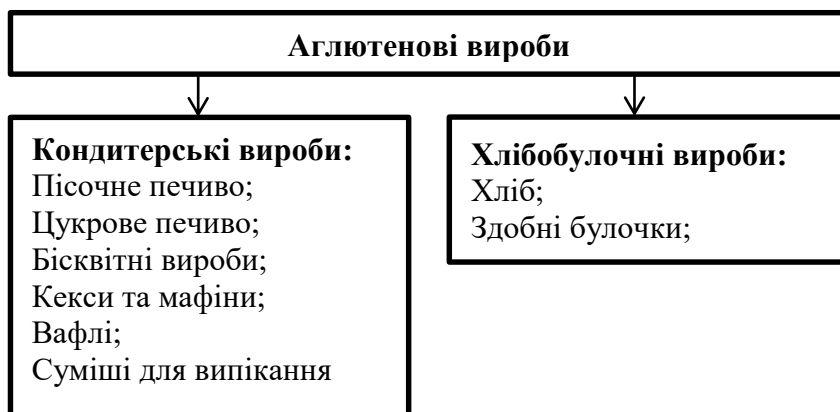 Аглютенові вироби
Кондитерські вироби:
Пісочне печиво;
Цукрове печиво;
Бісквітні вироби;
Кекси та мафіни;
Вафлі;
Суміші для випікання
Хлібобулочні вироби:
Хліб;
Здобні булочки;